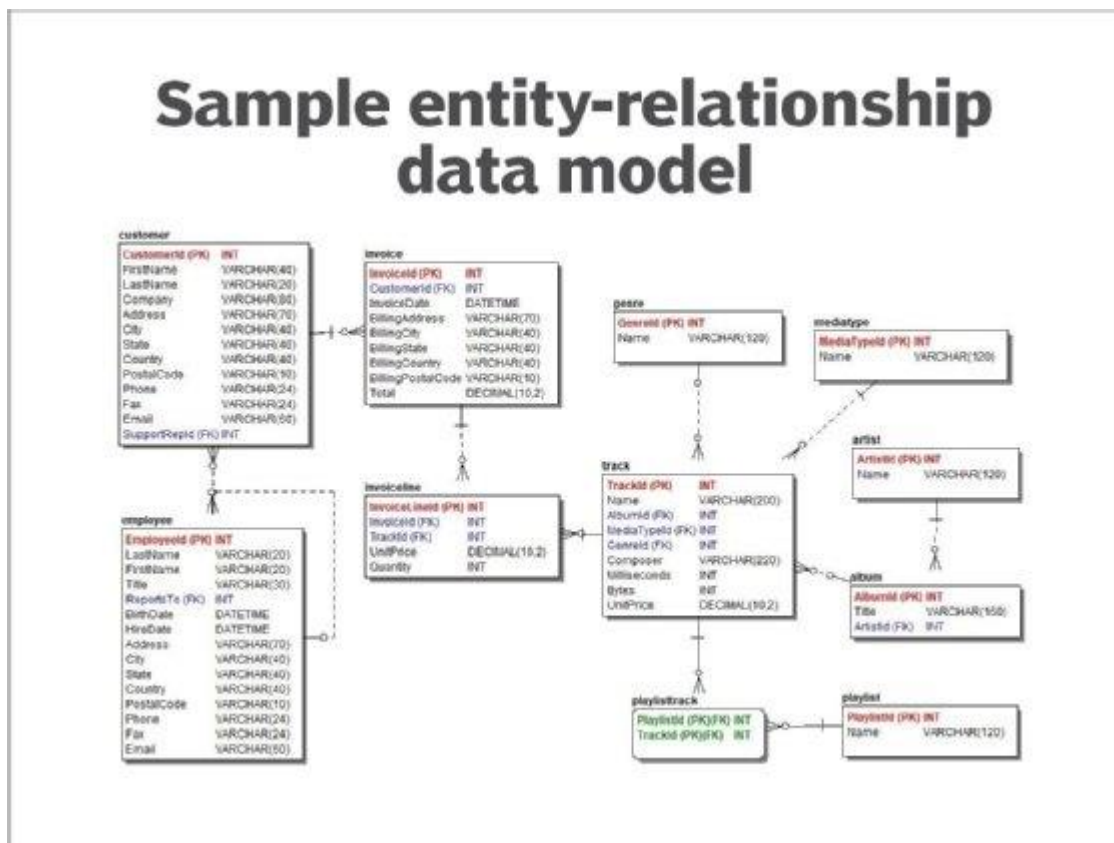 Sample entity-relationship
data model
customer
CustomerId (PK) INT
FirstName VARCHAR(40)
LastName VARCHAR(20)
Company VARCHAR(80)
Address VARCHAR(70)
City VARCHAR(40)
State VARCHAR(40)
Country VARCHAR(40)
PostalCode VARCHAR(10)
Phone VARCHAR(24)
Fax VARCHAR(24)
Email VARCHAR(60)
SupportRepId (FK) INT
invoice
InvoiceId (PK) INT
CustomerId (FK) INT
InvoiceDate DATETIME
BillingAddress VARCHAR(70)
BillingCity VARCHAR(40)
BillingState VARCHAR(40)
BillingCountry VARCHAR(40)
BillingPostalCode VARCHAR(10)
Total DECIMAL(10,2)
genre
GenreId (PK) INT
Name VARCHAR(120)
mediatype
MediaTypeId (PK) INT
Name VARCHAR(120)
artist
ArtistId (PK) INT
Name VARCHAR(120)
employee
EmployeeId (PK) INT
LastName VARCHAR(20)
FirstName VARCHAR(20)
Title VARCHAR(30)
ReportsTo (FK) INT
BirthDate DATETIME
HireDate DATETIME
Address VARCHAR(70)
City VARCHAR(40)
State VARCHAR(40)
Country VARCHAR(40)
PostalCode VARCHAR(10)
Phone VARCHAR(24)
Fax VARCHAR(24)
Email VARCHAR(60)
invoiceline
InvoiceLineId (PK) INT
InvoiceId (FK) INT
TrackId (FK) INT
UnitPrice DECIMAL(10,2)
Quantity INT
track
TrackId (PK) INT
Name VARCHAR(200)
AlbumId (FK) INT
MediaTypeId (FK) INT
GenreId (FK) INT
Composer VARCHAR(220)
Milliseconds INT
Bytes INT
UnitPrice DECIMAL(10,2)
album
AlbumId (PK) INT
Title VARCHAR(160)
ArtistId (FK) INT
playlisttrack
PlaylistId (PK)(FK) INT
TrackId (PK)(FK) INT
playlist
PlaylistId (PK) INT
Name VARCHAR(120)